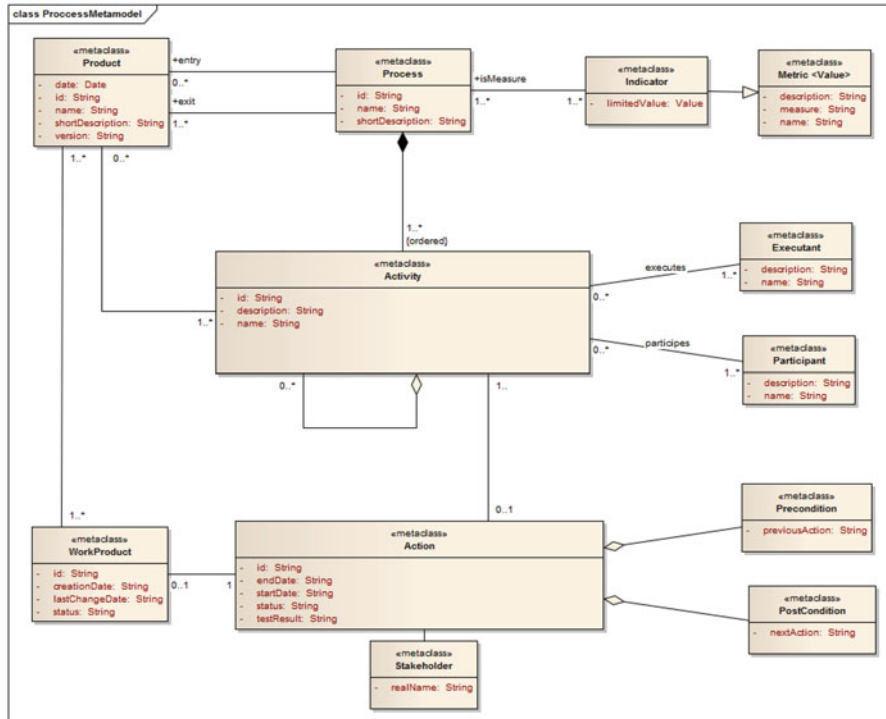 class ProccessMetamodel
«metaclass»
Product
- date: Date
- id: String
- name: String
- shortDescription: String
- version: String
+entry
0..*
+exit
1..*
«metaclass»
Process
- id: String
- name: String
- shortDescription: String
+isMeasure
1..*
1..*
«metaclass»
Indicator
- limitedValue: Value
«metaclass»
Metric <Value>
- description: String
- measure: String
- name: String
1..*
0..*
1..*
{ordered}
«metaclass»
Activity
- id: String
- description: String
- name: String
1..*
executes
0..*
1..*
«metaclass»
Executant
- description: String
- name: String
participes
0..*
1..*
«metaclass»
Participant
- description: String
- name: String
0..*
1..
0..1
1..*
«metaclass»
WorkProduct
- id: String
- creationDate: String
- lastChangeDate: String
- status: String
0..1
1
«metaclass»
Action
- id: String
- endDate: String
- startDate: String
- status: String
- testResult: String
«metaclass»
Precondition
- previousAction: String
«metaclass»
PostCondition
- nextAction: String
«metaclass»
Stakeholder
- realName: String